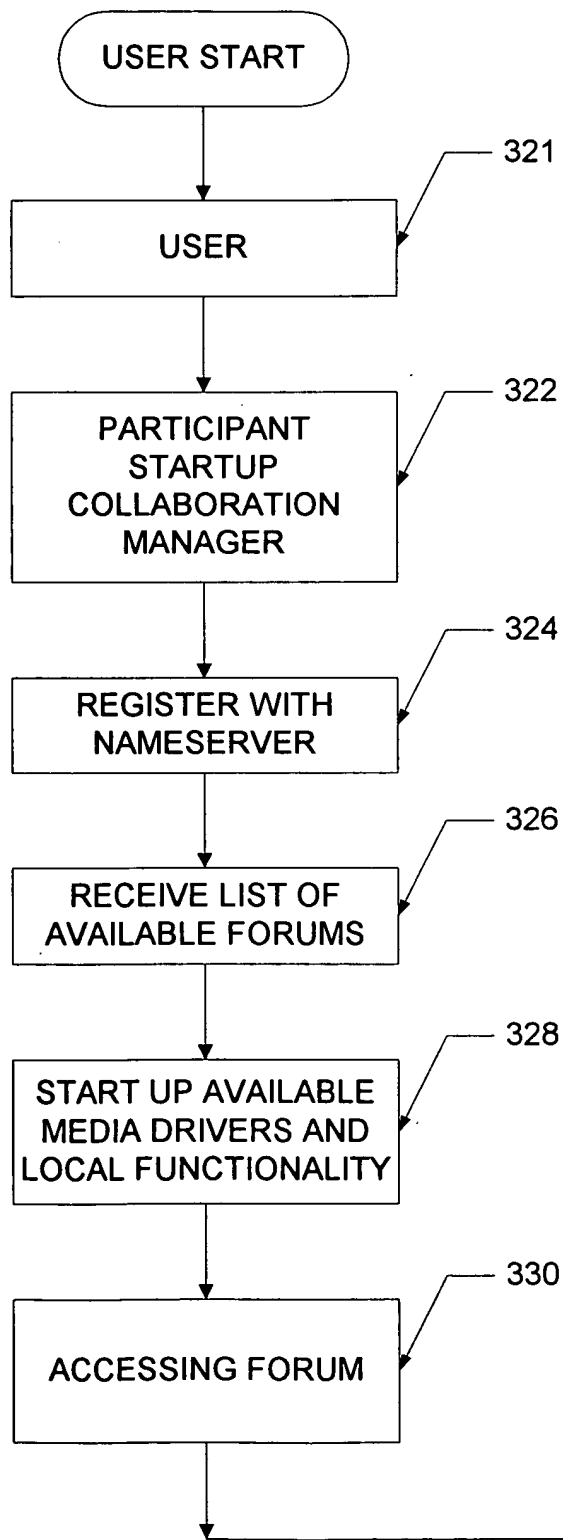 USER START
321
USER
322
PARTICIPANT
STARTUP
COLLABORATION
MANAGER
324
REGISTER WITH
NAMESERVER
326
RECEIVE LIST OF
AVAILABLE FORUMS
328
START UP AVAILABLE
MEDIA DRIVERS AND
LOCAL FUNCTIONALITY
330
ACCESSING FORUM